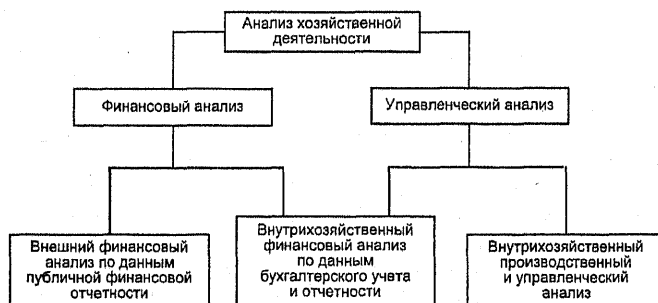 Анализ хозяйственной
деятельности
Финансовый анализ
Управленческий анализ
Внешний финансовый
анализ по данным
публичной финансовой
отчетности
Внутрихозяйственный
финансовый анализ
по данным
бухгалтерского учета
и отчетности
Внутрихозяйственный
производственный
и управленческий
анализ